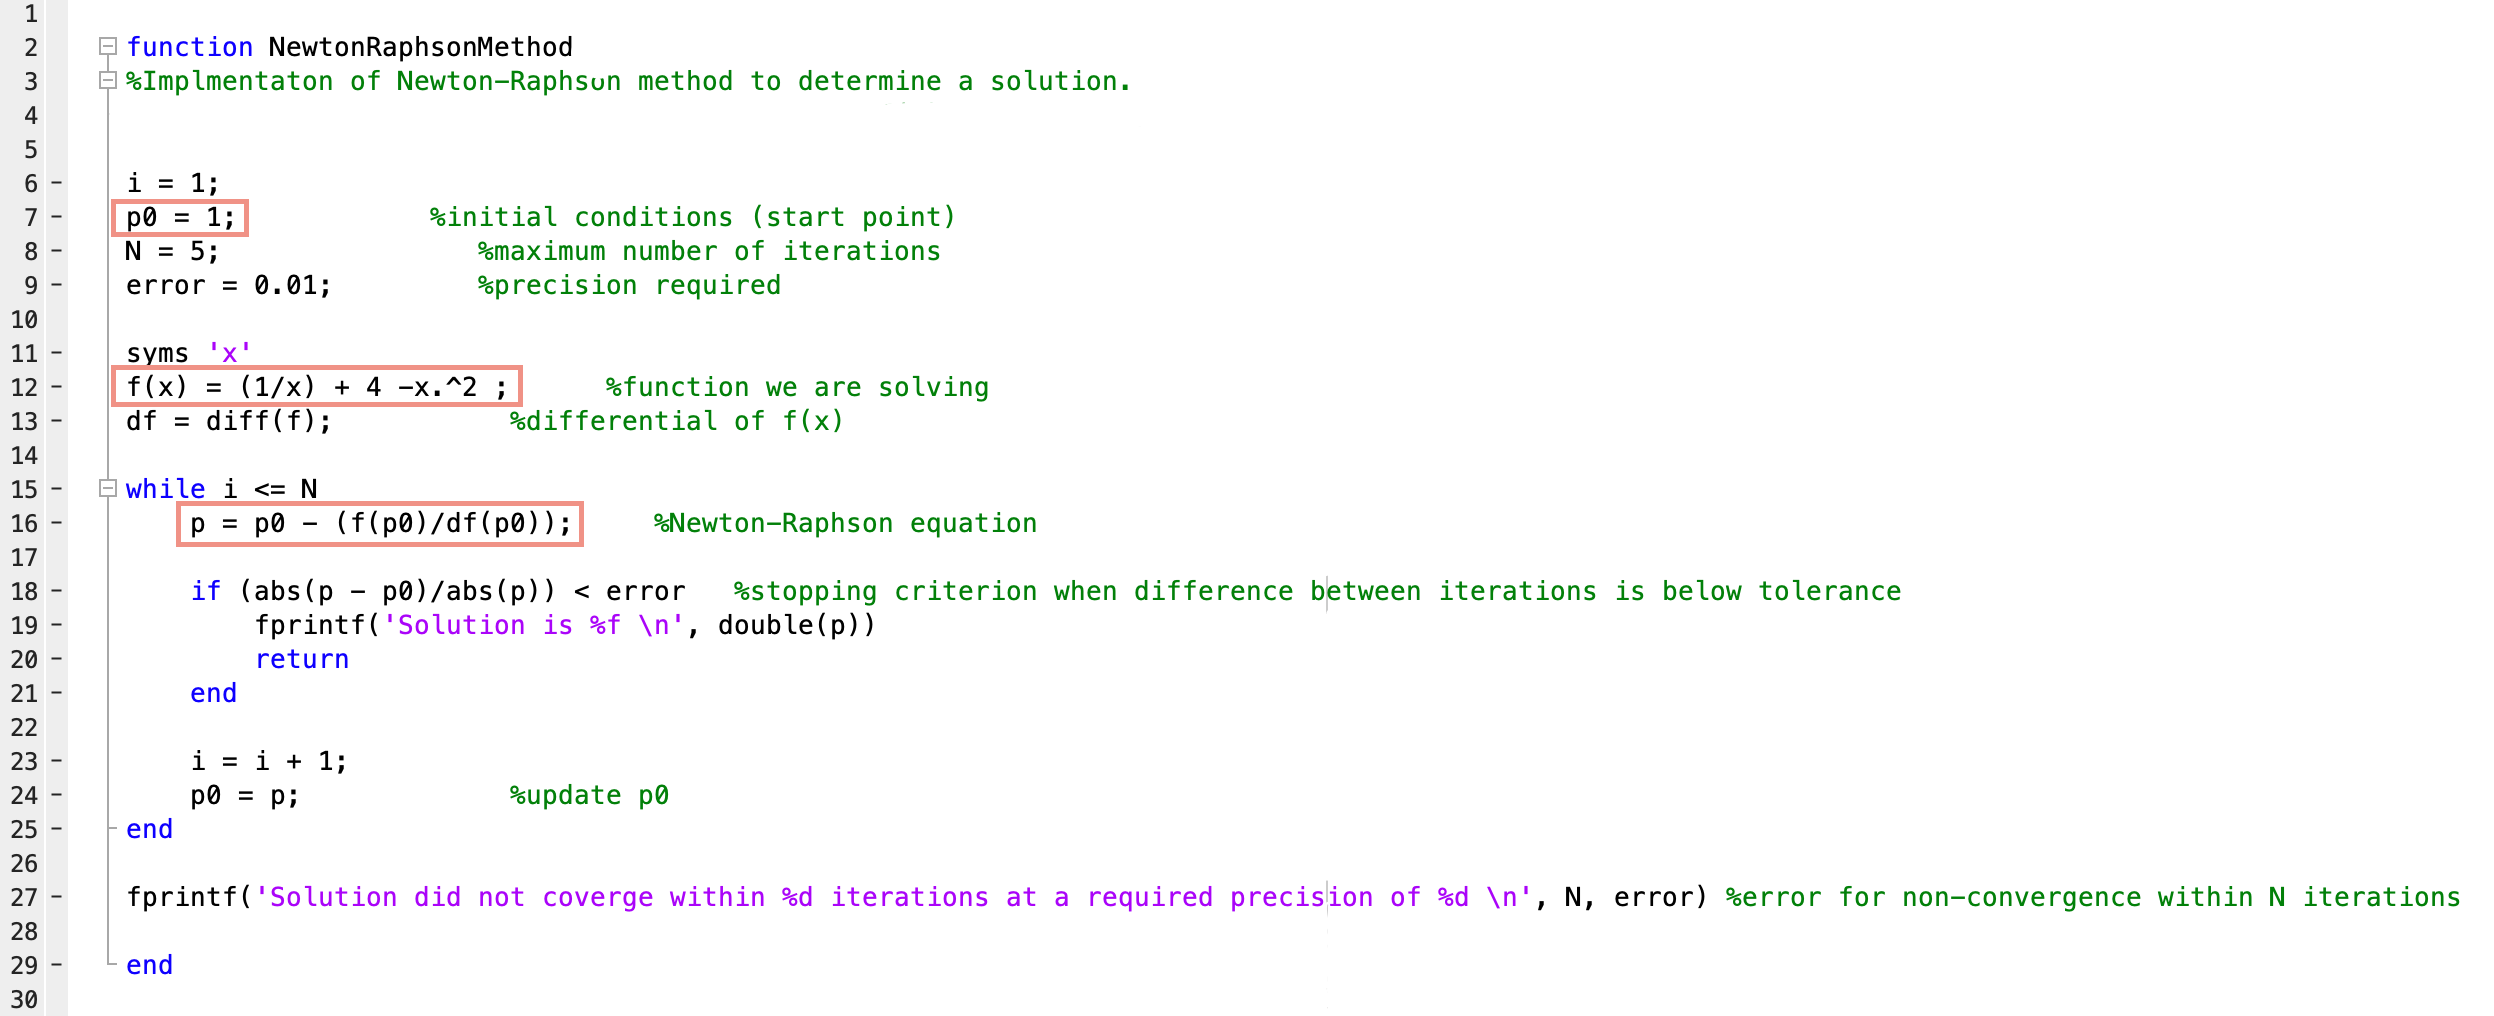 1
2 function NewtonRaphsonMethod
3 %Implmentaton of Newton-Raphson method to determine a solution.
4
5
6 i = 1;
7 p0 = 1; %initial conditions (start point)
8 N = 5; %maximum number of iterations
9 error = 0.01; %precision required
10
11 syms 'x'
12 f(x) = (1/x) + 4 -x.^2 ; %function we are solving
13 df = diff(f); %differential of f(x)
14
15 while i <= N
16 p = p0 - (f(p0)/df(p0)); %Newton-Raphson equation
17
18 if (abs(p - p0)/abs(p)) < error %stopping criterion when difference between iterations is below tolerance
19 fprintf('Solution is %f \n', double(p))
20 return
21 end
22
23 i = i + 1;
24 p0 = p; %update p0
25 end
26
27 fprintf('Solution did not coverge within %d iterations at a required precision of %d \n', N, error) %error for non-convergence within N iterations
28
29 end
30